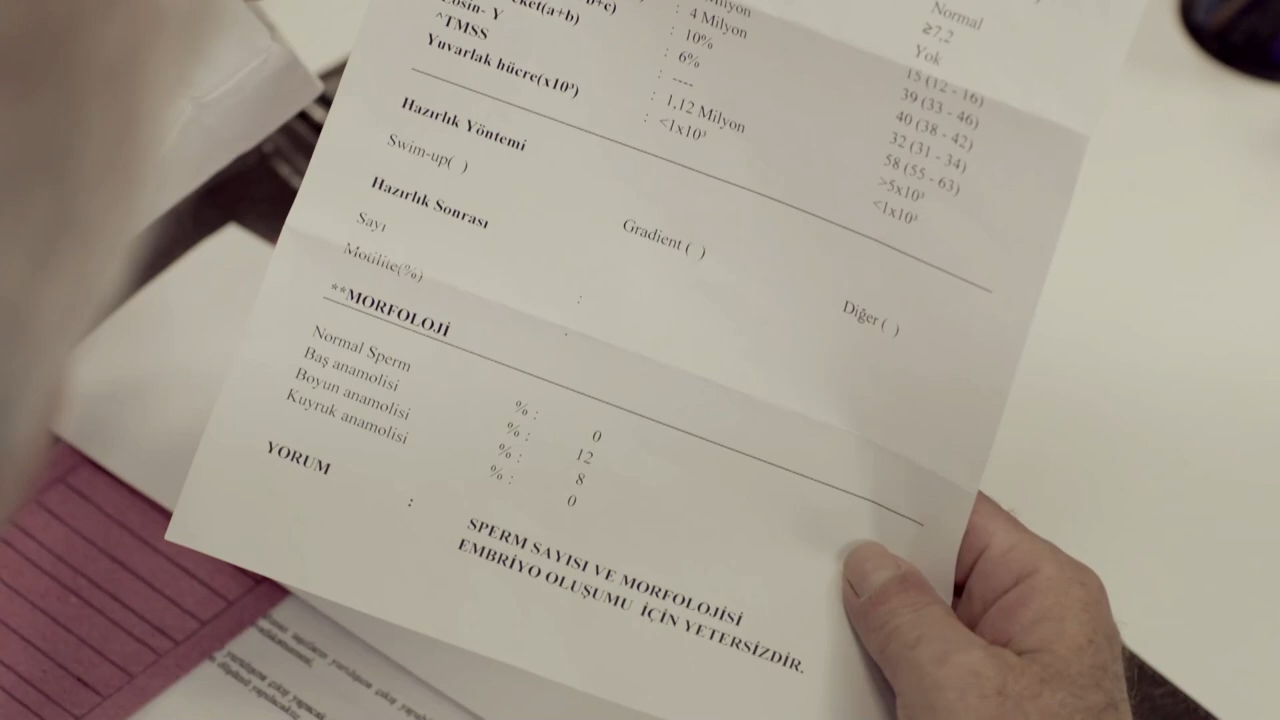 Normal
≥7,2
Yok
: 4 Milyon
15 (12 - 16)
: 10%
39 (33 - 46)
Eosin- Y
: 6%
40 (38 - 42)
^TMSS
: ----
32 (31 - 34)
: 1,12 Milyon
58 (55 - 63)
Yuvarlak hücre(x10³)
: <1x10³
>5x10³
<1x10³
Hazırlık Yöntemi
Swim-up( )
Gradient ( )
Diğer ( )
Hazırlık Sonrası
Sayı
:
Motilite(%)
:
**MORFOLOJİ
Normal Sperm % : 0
Baş anamolisi % : 12
Boyun anamolisi % : 8
Kuyruk anamolisi % : 0
YORUM :
SPERM SAYISI VE MORFOLOJİSİ
EMBRİYO OLUŞUMU İÇİN YETERSİZDİR.